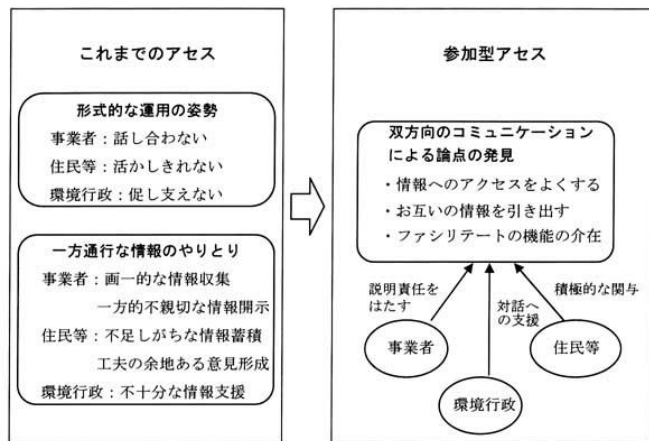 これまでのアセス
形式的な運用の姿勢
事業者：話し合わない
住民等：活かしきれない
環境行政：促し支えない
一方通行な情報のやりとり
事業者：画一的な情報収集
一方的不親切な情報開示
住民等：不足しがちな情報蓄積
工夫の余地ある意見形成
環境行政：不十分な情報支援
参加型アセス
双方向のコミュニケーション
による論点の発見
・情報へのアクセスをよくする
・お互いの情報を引き出す
・ファシリテートの機能の介在
説明責任を
はたす
対話へ
の支援
積極的な関与
事業者
環境行政
住民等